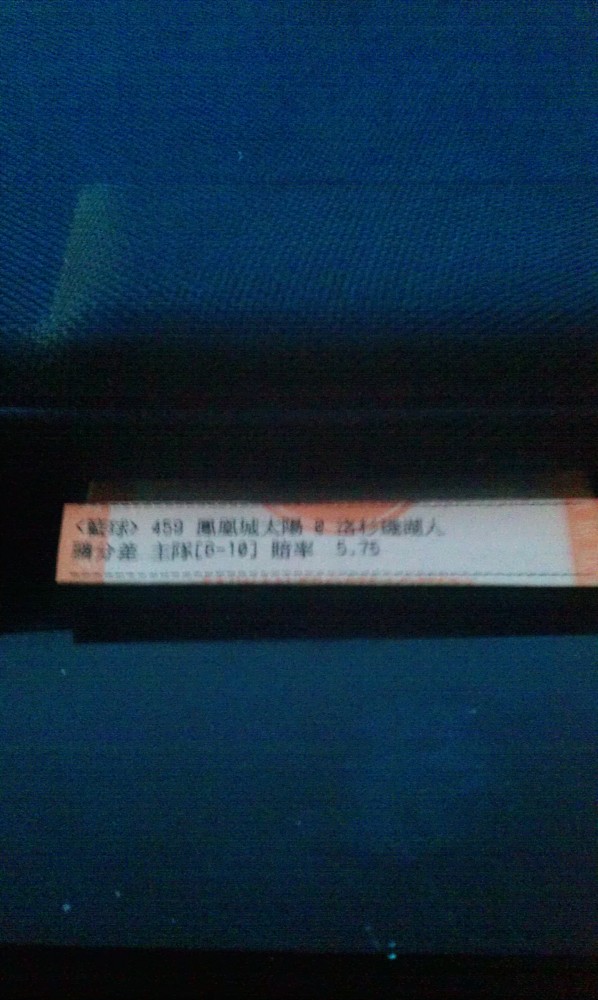 <籃球> 459 鳳凰城太陽 @ 洛杉磯湖人
勝分差 主隊[6-10] 賠率 5.75